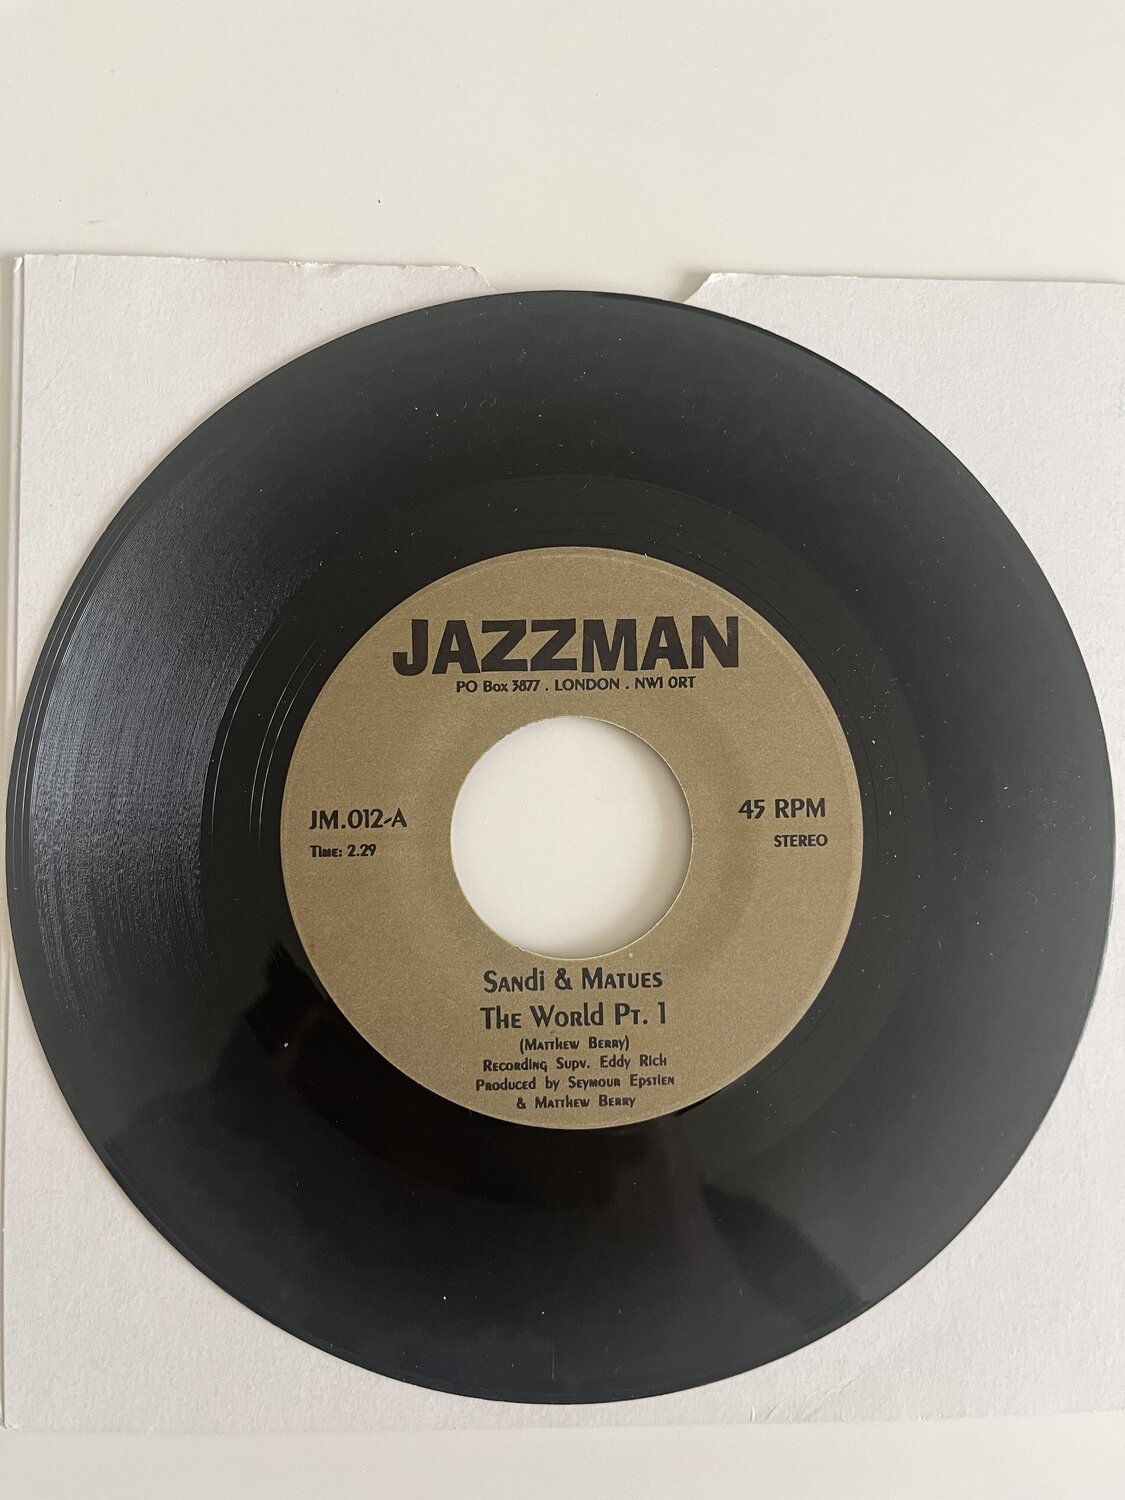 JAZZMAN
PO Box 3877 . LONDON . NW1 0RT
JM.012-A
Time: 2.29
45 RPM
STEREO
Sandi & Matues
The World Pt. 1
(Matthew Berry)
Recording Supv. Eddy Rich
Produced by Seymour Epstien
& Matthew Berry